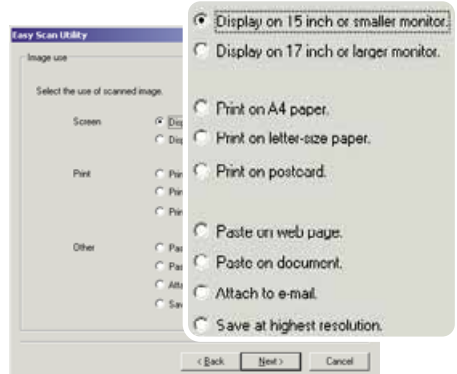 Easy Scan Utility
Image use
Select the use of scanned image.
Screen
Print
Other
Display on 15 inch or smaller monitor.
Display on 17 inch or larger monitor.
Print on A4 paper.
Print on letter-size paper.
Print on postcard.
Paste on web page.
Paste on document.
Attach to e-mail.
Save at highest resolution.
< Back Next > Cancel